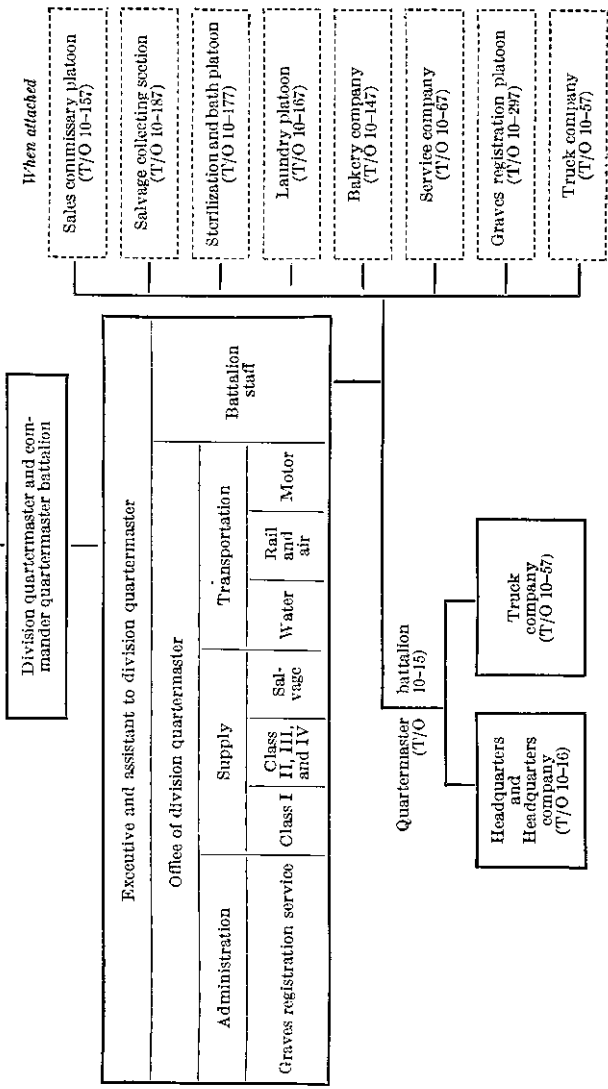 Division quartermaster and com-
mander quartermaster battalion
Executive and assistant to division quartermaster
Office of division quartermaster
Battalion
staff
Administration
Supply
Transportation
Graves registration service
Class I
Class
II, III,
and IV
Sal-
vage
Water
Rail
and
air
Motor
Quartermaster battalion
(T/O 10-15)
Headquarters
and
Headquarters
company
(T/O 10-16)
Truck
company
(T/O 10-57)
When attached
Sales commissary platoon
(T/O 10-157)
Salvage collecting section
(T/O 10-187)
Sterilization and bath platoon
(T/O 10-177)
Laundry platoon
(T/O 10-167)
Bakery company
(T/O 10-147)
Service company
(T/O 10-67)
Graves registration platoon
(T/O 10-297)
Truck company
(T/O 10-57)